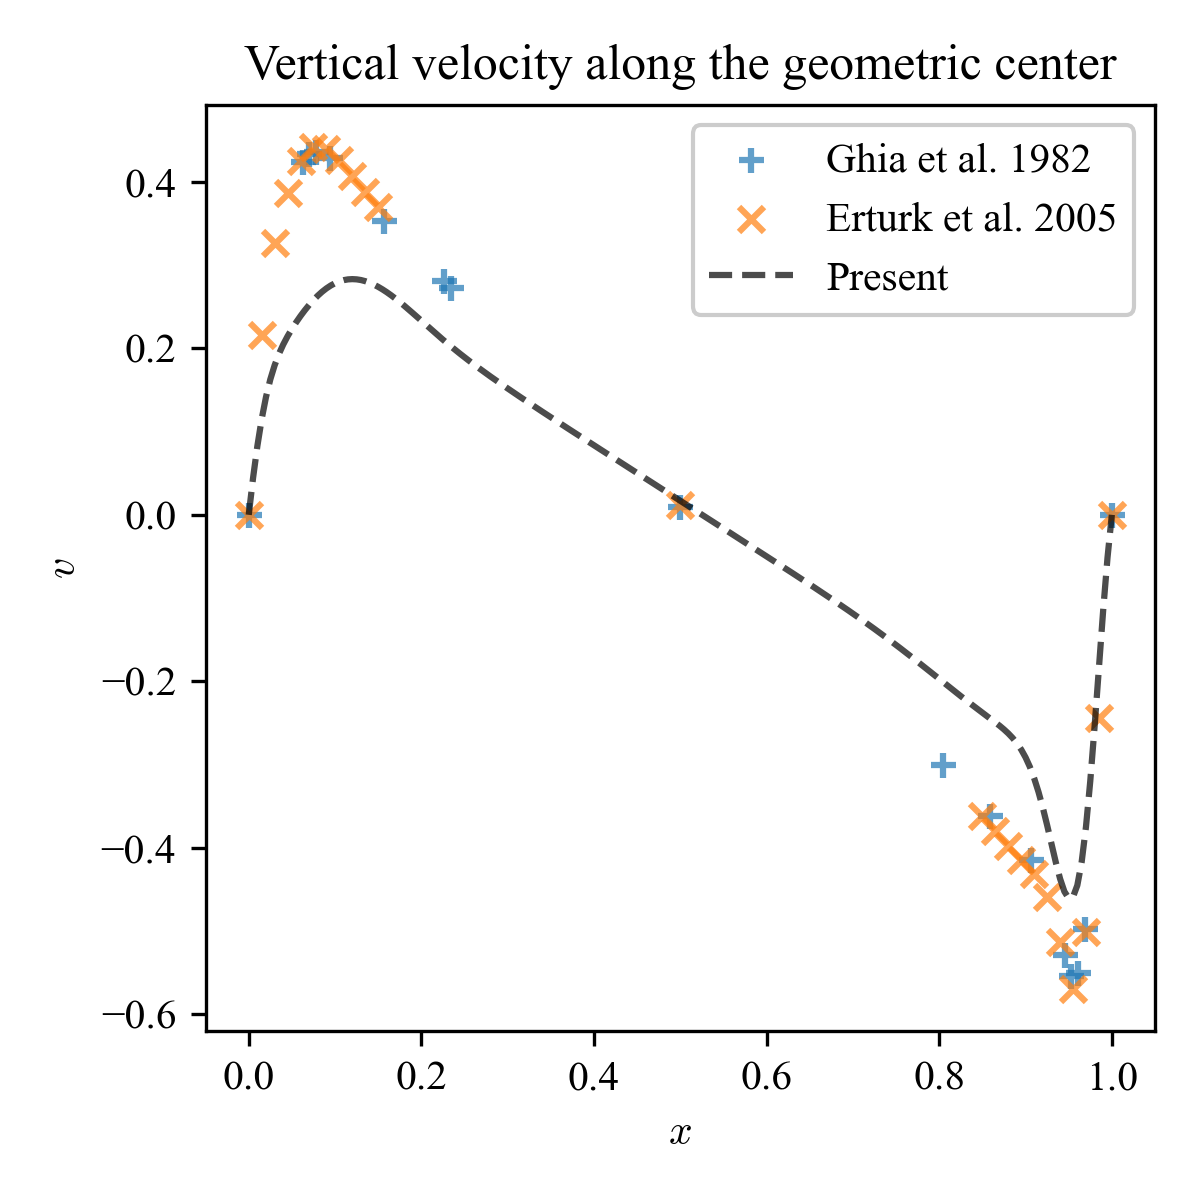 Vertical velocity along the geometric center
Ghia et al. 1982
Erturk et al. 2005
Present
0.4
0.2
0.0
−0.2
−0.4
−0.6
v
0.0 0.2 0.4 0.6 0.8 1.0
x